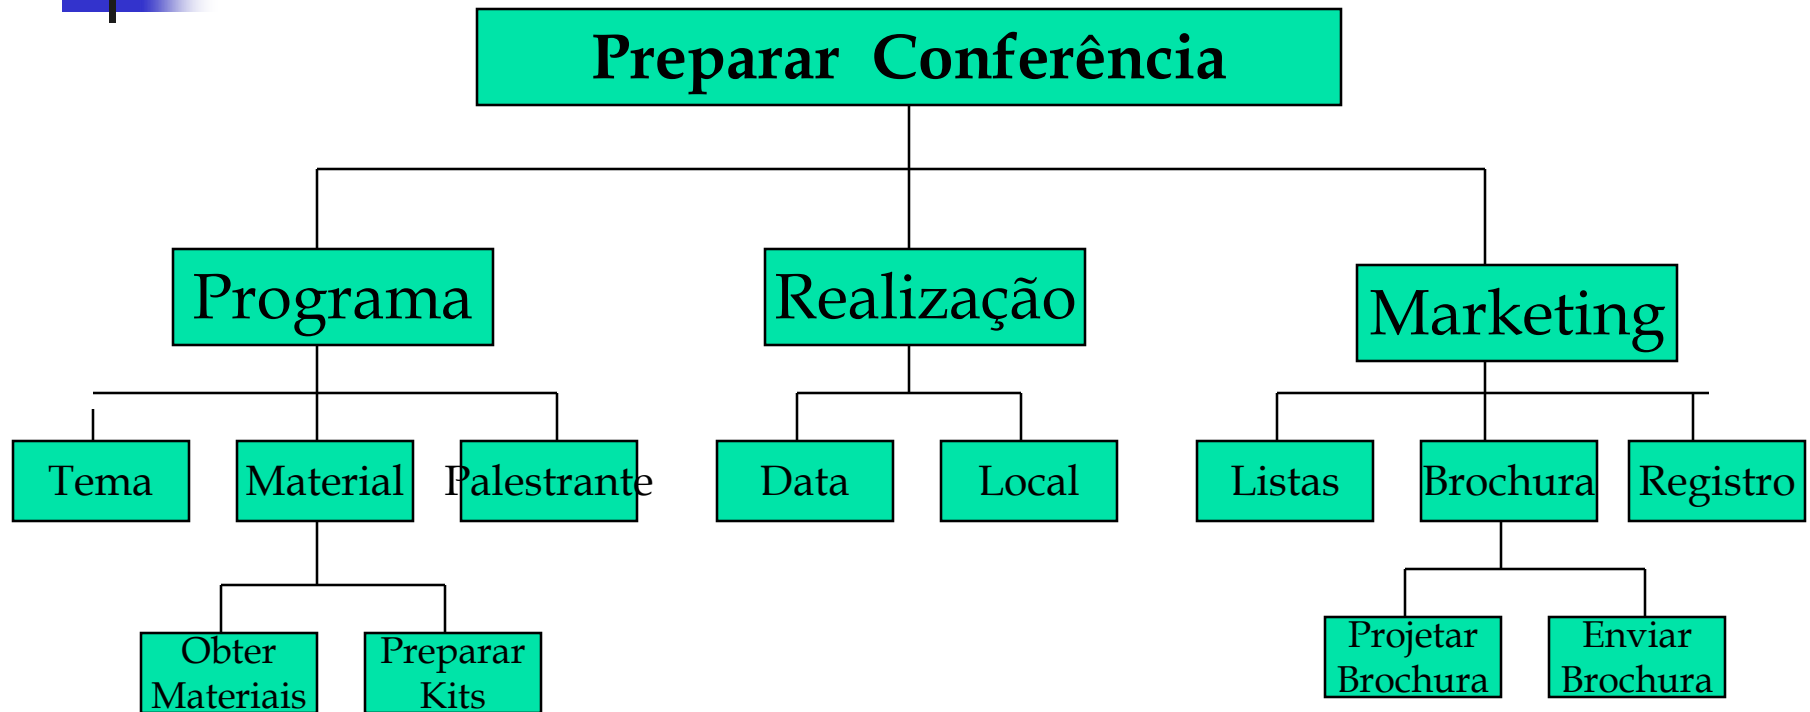 Preparar Conferência
Programa
Realização
Marketing
Tema
Material
Palestrante
Data
Local
Listas
Brochura
Registro
Obter
Materiais
Preparar
Kits
Projetar
Brochura
Enviar
Brochura